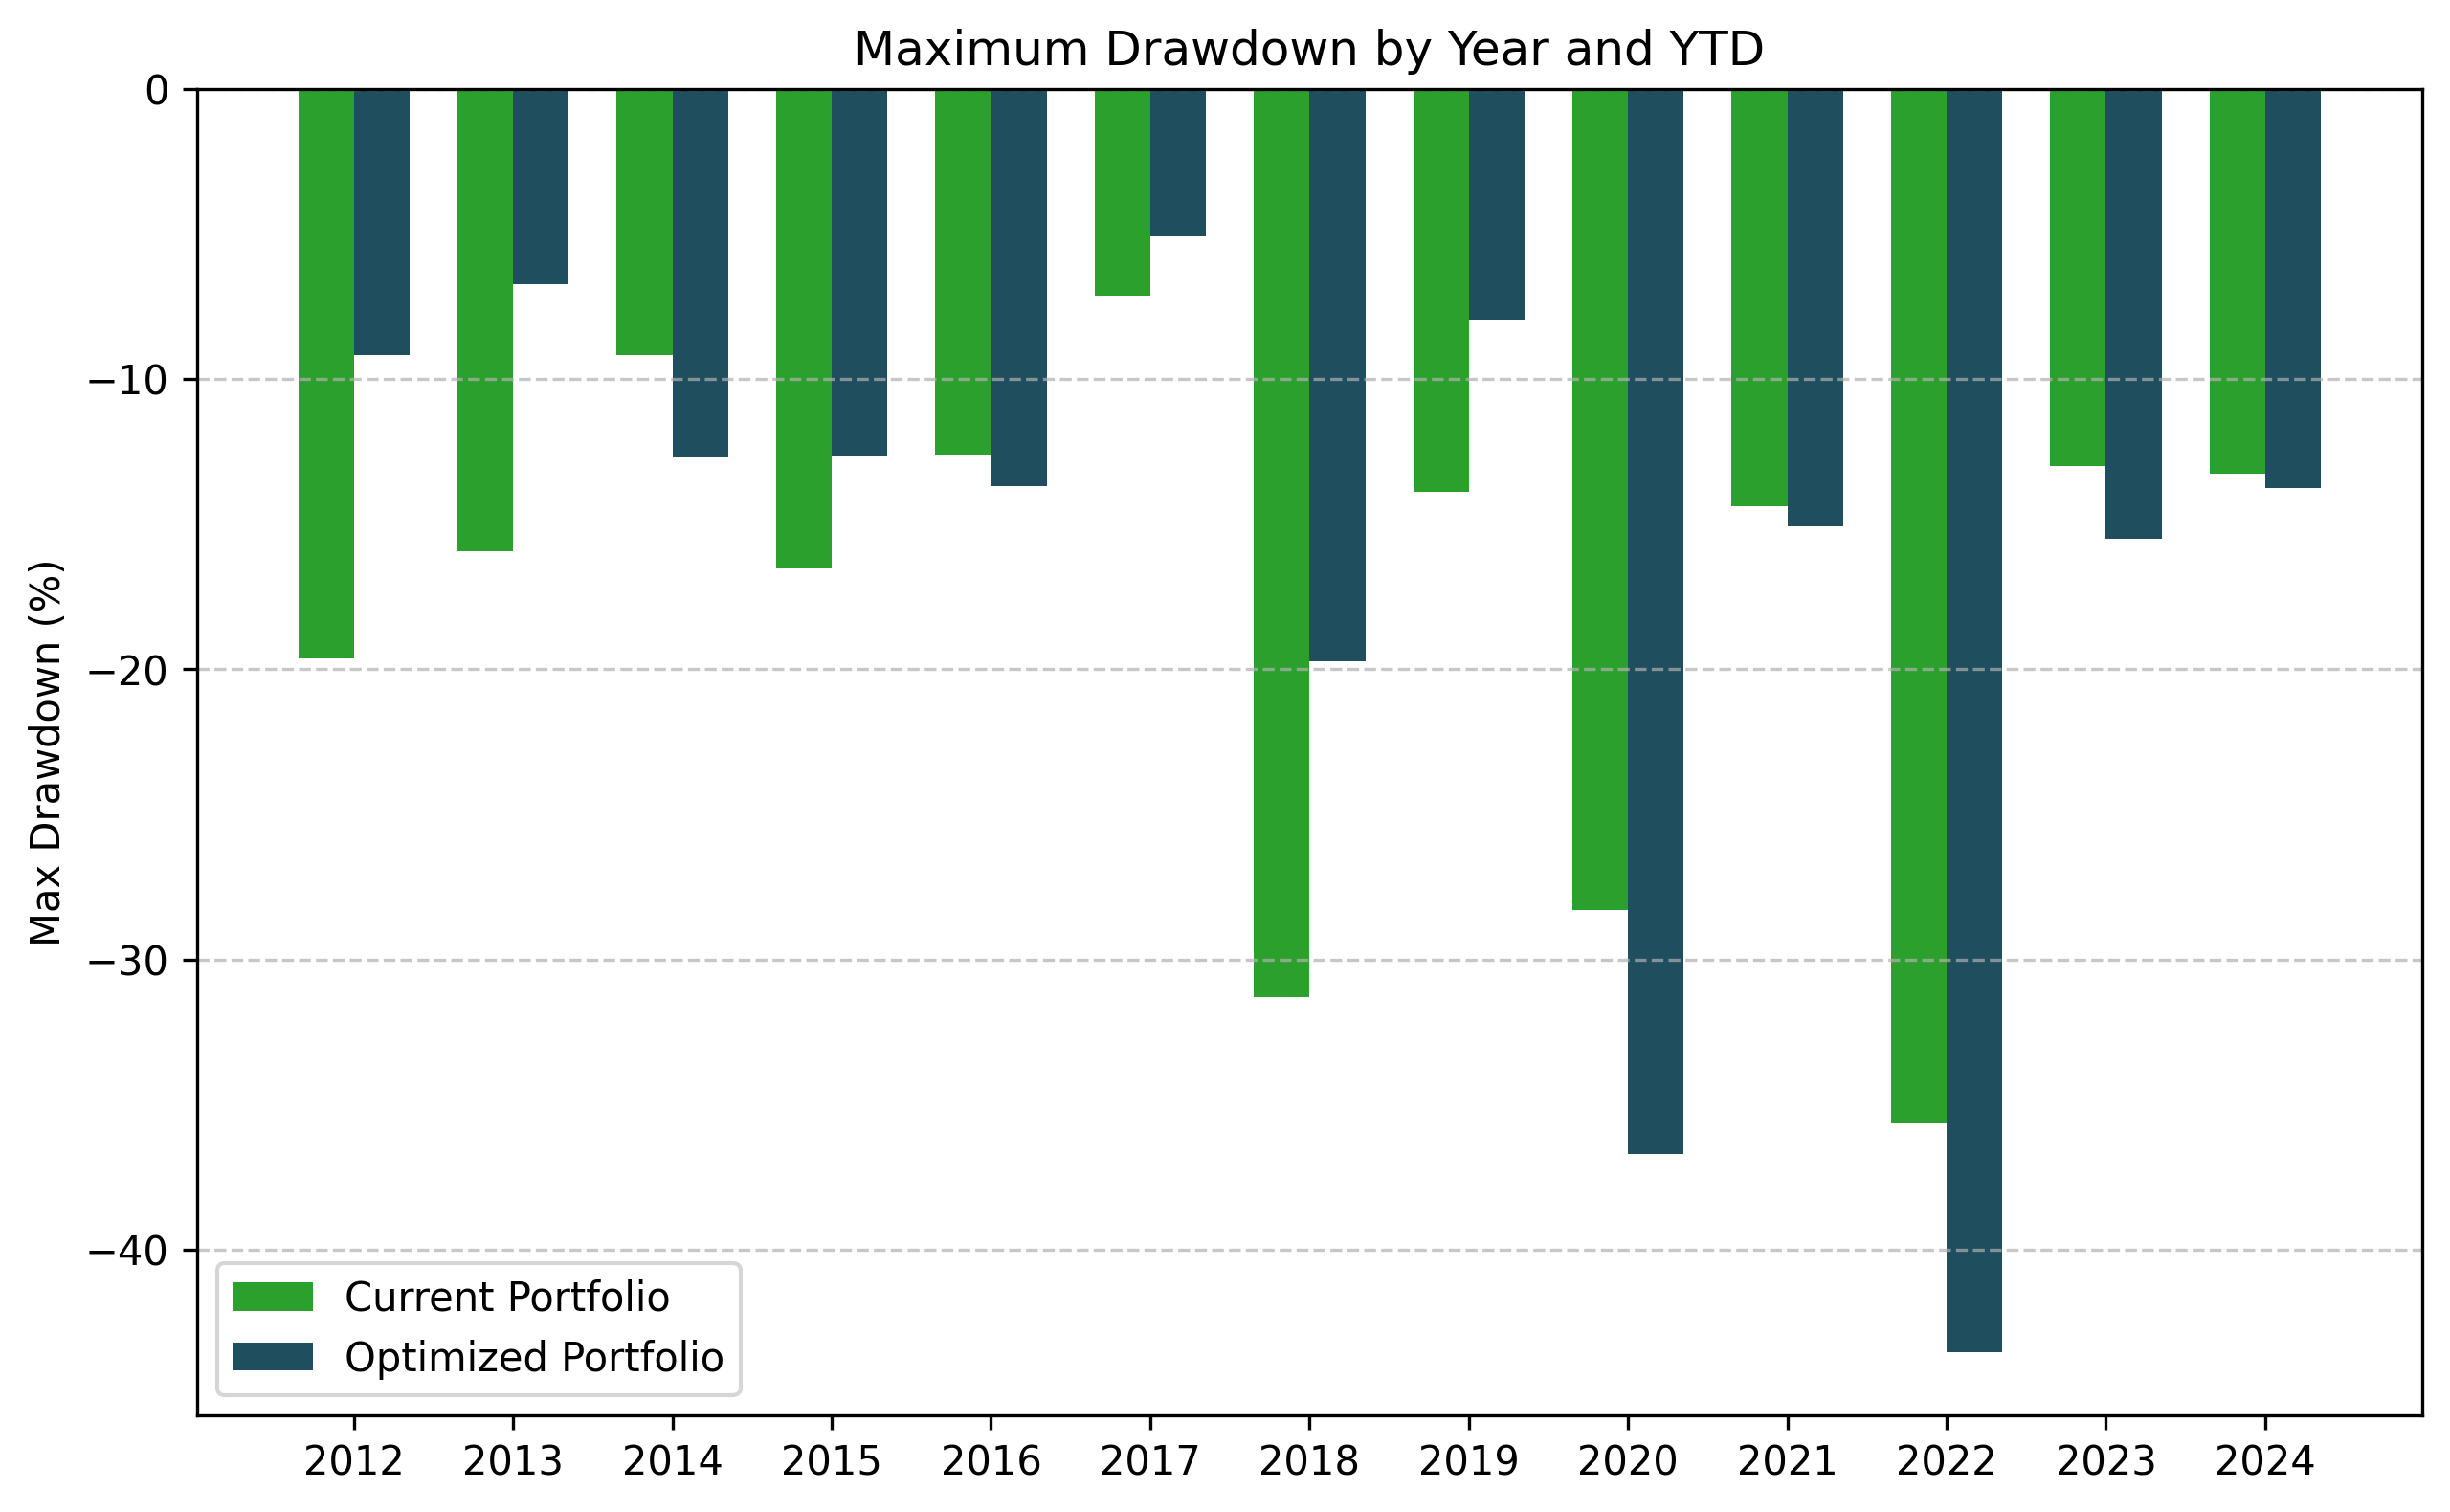 Maximum Drawdown by Year and YTD
Max Drawdown (%)
0
−10
−20
−30
−40
Current Portfolio
Optimized Portfolio
2012 2013 2014 2015 2016 2017 2018 2019 2020 2021 2022 2023 2024